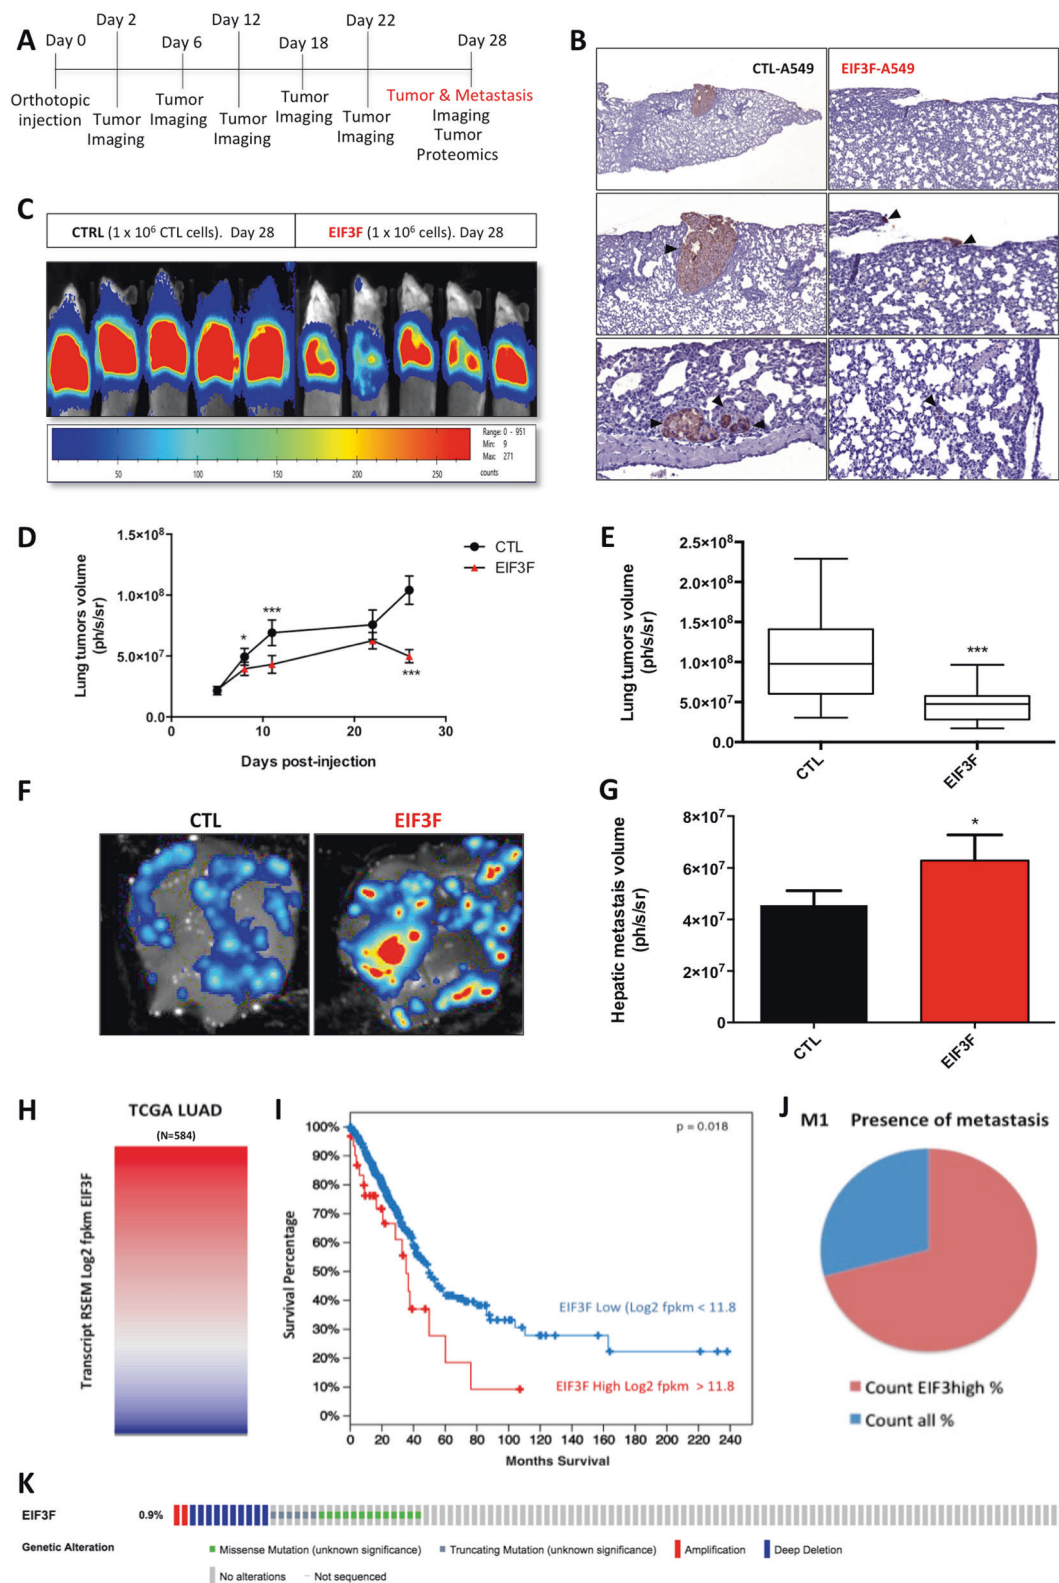 A
Day 0
Day 2
Day 6
Day 12
Day 18
Day 22
Day 28
Orthotopic
injection
Tumor
Imaging
Tumor
Imaging
Tumor
Imaging
Tumor
Imaging
Tumor
Imaging
Tumor & Metastasis
Imaging
Tumor
Proteomics
B
CTL-A549
EIF3F-A549
C
CTRL (1 x 10⁶ CTL cells). Day 28
EIF3F (1 x 10⁶ cells). Day 28
50
100
150
200
250
Range: 0 - 951
Min: 9
Max: 271
counts
D
Lung tumors volume
(ph/s/sr)
1.5×10⁸
1.0×10⁸
5.0×10⁷
0.0
*
***
***
CTL
EIF3F
0
10
20
30
Days post-injection
E
Lung tumors volume
(ph/s/sr)
2.5×10⁸
2.0×10⁸
1.5×10⁸
1.0×10⁸
5.0×10⁷
0.0
***
CTL
EIF3F
F
CTL
EIF3F
G
Hepatic metastais volume
(ph/s/sr)
8×10⁷
6×10⁷
4×10⁷
2×10⁷
0
*
CTL
EIF3F
H
TCGA LUAD
(N=584)
Transcript RSEM Log2 fpkm EIF3F
I
Survival Percentage
100%
90%
80%
70%
60%
50%
40%
30%
20%
10%
0%
p = 0.018
EIF3F Low (Log2 fpkm < 11.8
EIF3F High Log2 fpkm > 11.8
0 20 40 60 80 100 120 140 160 180 200 220 240
Months Survival
J
M1 Presence of metastasis
Count EIF3high %
Count all %
K
EIF3F
0.9%
Genetic Alteration
Missense Mutation (unknown significance)
Truncating Mutation (unknown significance)
Amplification
Deep Deletion
No alterations
- Not sequenced